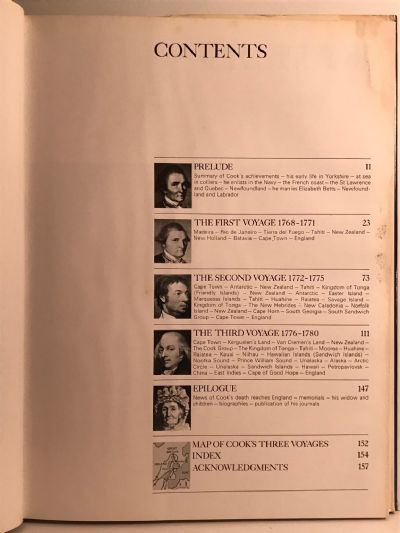 CONTENTS
PRELUDE 11
Summary of Cook's achievements – his early life in Yorkshire – at sea
in colliers – he enlists in the Navy – the French coast – the St Lawrence
and Quebec – Newfoundland – he marries Elizabeth Batts – Newfound-
land and Labrador
THE FIRST VOYAGE 1768–1771 23
Madeira – Rio de Janeiro – Tierra del Fuego – Tahiti – New Zealand –
New Holland – Batavia – Cape Town – England
THE SECOND VOYAGE 1772–1775 73
Cape Town – Antarctic – New Zealand – Tahiti – Kingdom of Tonga
(Friendly Islands) – New Zealand – Antarctic – Easter Island –
Marquesas Islands – Tahiti – Huahine – Raiatea – Savage Island –
Kingdom of Tonga – The New Hebrides – New Caledonia – Norfolk
Island – New Zealand – Cape Horn – South Georgia – South Sandwich
Group – Cape Town – England
THE THIRD VOYAGE 1776–1780 111
Cape Town – Kerguelen's Land – Van Diemen's Land – New Zealand –
The Cook Group – The Kingdom of Tonga – Tahiti – Moorea – Huahine –
Raiatea – Kauai – Niihau – Hawaiian Islands (Sandwich Islands) –
Nootka Sound – Prince William Sound – Unalaska – Alaska – Arctic
Circle – Unalaska – Sandwich Islands – Hawaii – Petropavlovsk –
China – East Indies – Cape of Good Hope – England
EPILOGUE 147
News of Cook's death reaches England – memorials – his widow and
children – biographies – publication of his journals
MAP OF COOK'S THREE VOYAGES 152
INDEX 154
ACKNOWLEDGMENTS 157